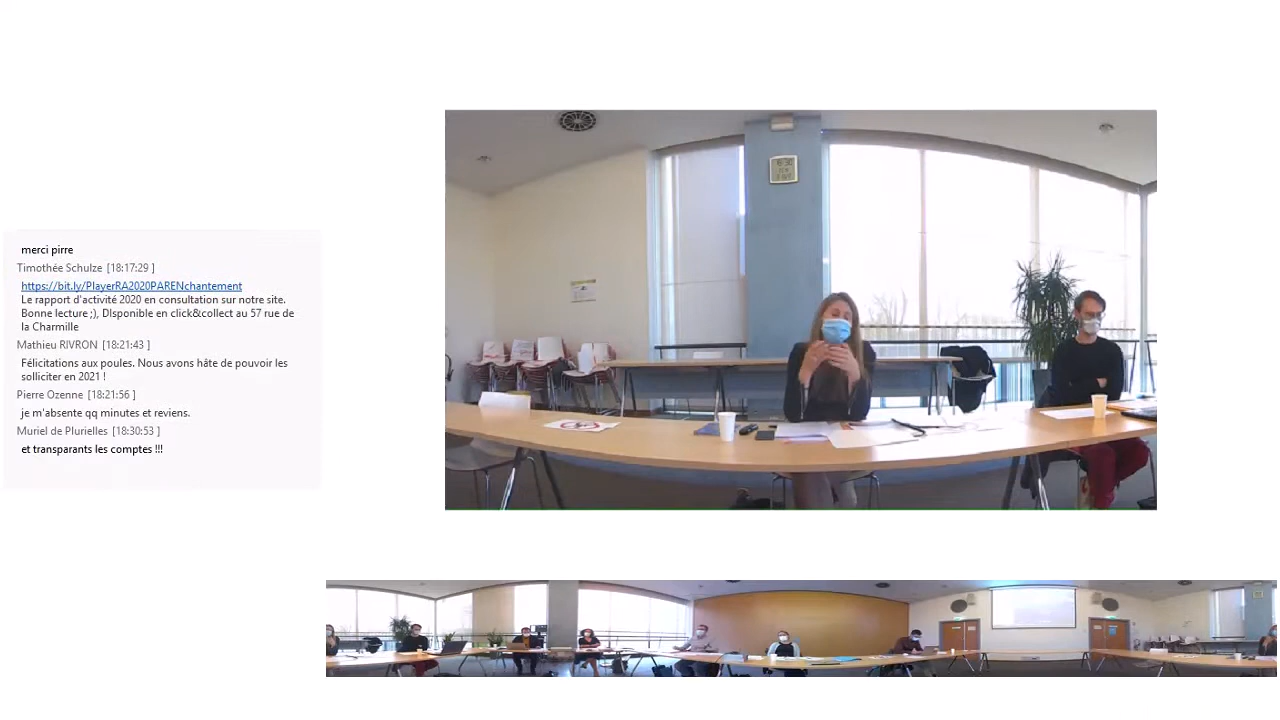 merci pirre
Timothée Schulze [18:17:29 ]
https://bit.ly/PlayerRA2020PARENchantement
Le rapport d'activité 2020 en consultation sur notre site.
Bonne lecture ;), DIsponible en click&collect au 57 rue de
la Charmille
Mathieu RIVRON [18:21:43 ]
Félicitations aux poules. Nous avons hâte de pouvoir les
solliciter en 2021 !
Pierre Ozenne [18:21:56 ]
je m'absente qq minutes et reviens.
Muriel de Plurielles [18:30:53 ]
et transparants les comptes !!!